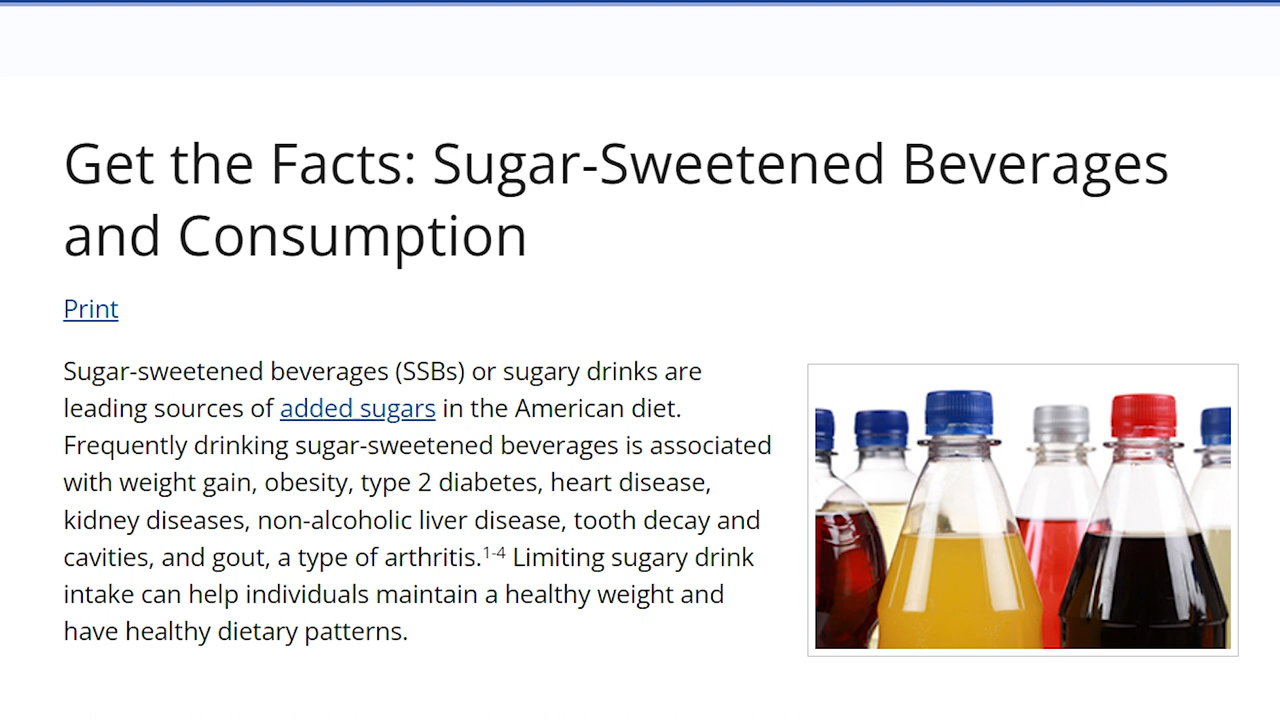 Get the Facts: Sugar-Sweetened Beverages
and Consumption
Print
Sugar-sweetened beverages (SSBs) or sugary drinks are
leading sources of added sugars in the American diet.
Frequently drinking sugar-sweetened beverages is associated
with weight gain, obesity, type 2 diabetes, heart disease,
kidney diseases, non-alcoholic liver disease, tooth decay and
cavities, and gout, a type of arthritis.1-4 Limiting sugary drink
intake can help individuals maintain a healthy weight and
have healthy dietary patterns.